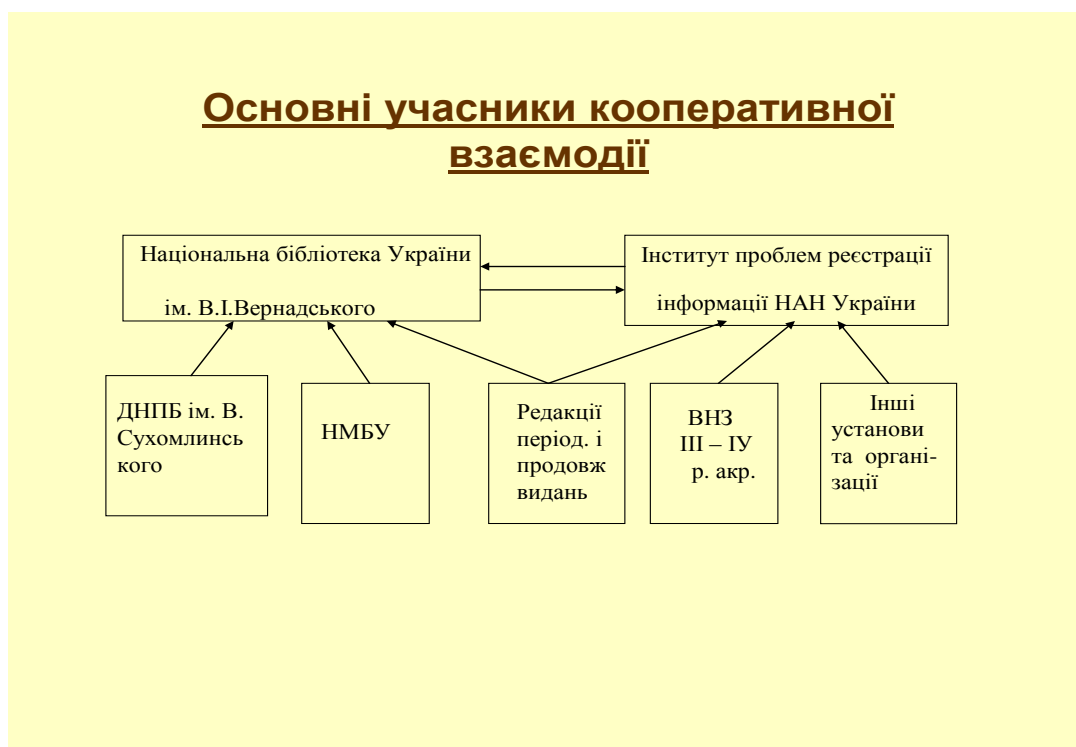 Основні учасники кооперативної
взаємодії
Національна бібліотека України
ім. В.І.Вернадського
Інститут проблем реєстрації
інформації НАН України
ДНПБ ім. В.
Сухомлинсь
кого
НМБУ
Редакції
період. і
продовж
видань
ВНЗ
ІІІ – ІУ
р. акр.
Інші
установи
та органі-
зації